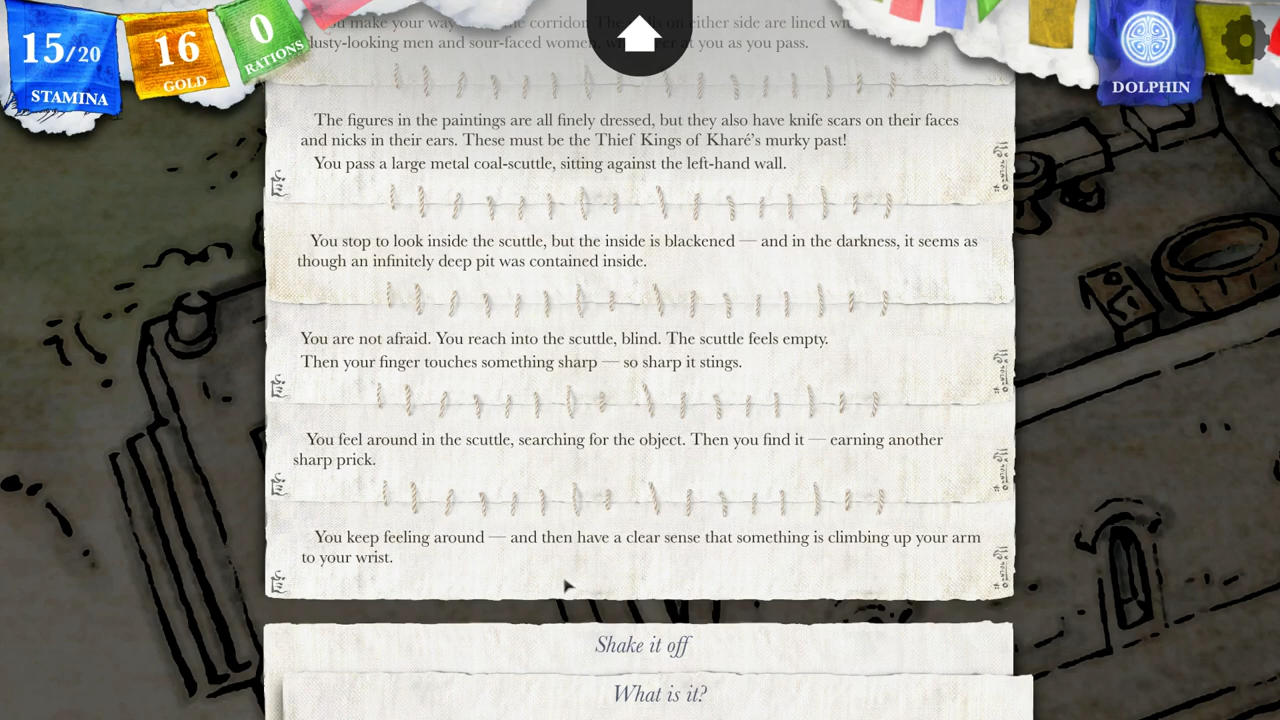 15/20
STAMINA
16
GOLD
0
RATIONS
DOLPHIN
you make your way the corridor. The on either side are lined
lusty-looking men and sour-faced women, at you as you pass.
The figures in the paintings are all finely dressed, but they also have knife scars on their faces
and nicks in their ears. These must be the Thief Kings of Kharé's murky past!
You pass a large metal coal-scuttle, sitting against the left-hand wall.
You stop to look inside the scuttle, but the inside is blackened — and in the darkness, it seems as
though an infinitely deep pit was contained inside.
You are not afraid. You reach into the scuttle, blind. The scuttle feels empty.
Then your finger touches something sharp — so sharp it stings.
You feel around in the scuttle, searching for the object. Then you find it — earning another
sharp prick.
You keep feeling around — and then have a clear sense that something is climbing up your arm
to your wrist.
Shake it off
What is it?